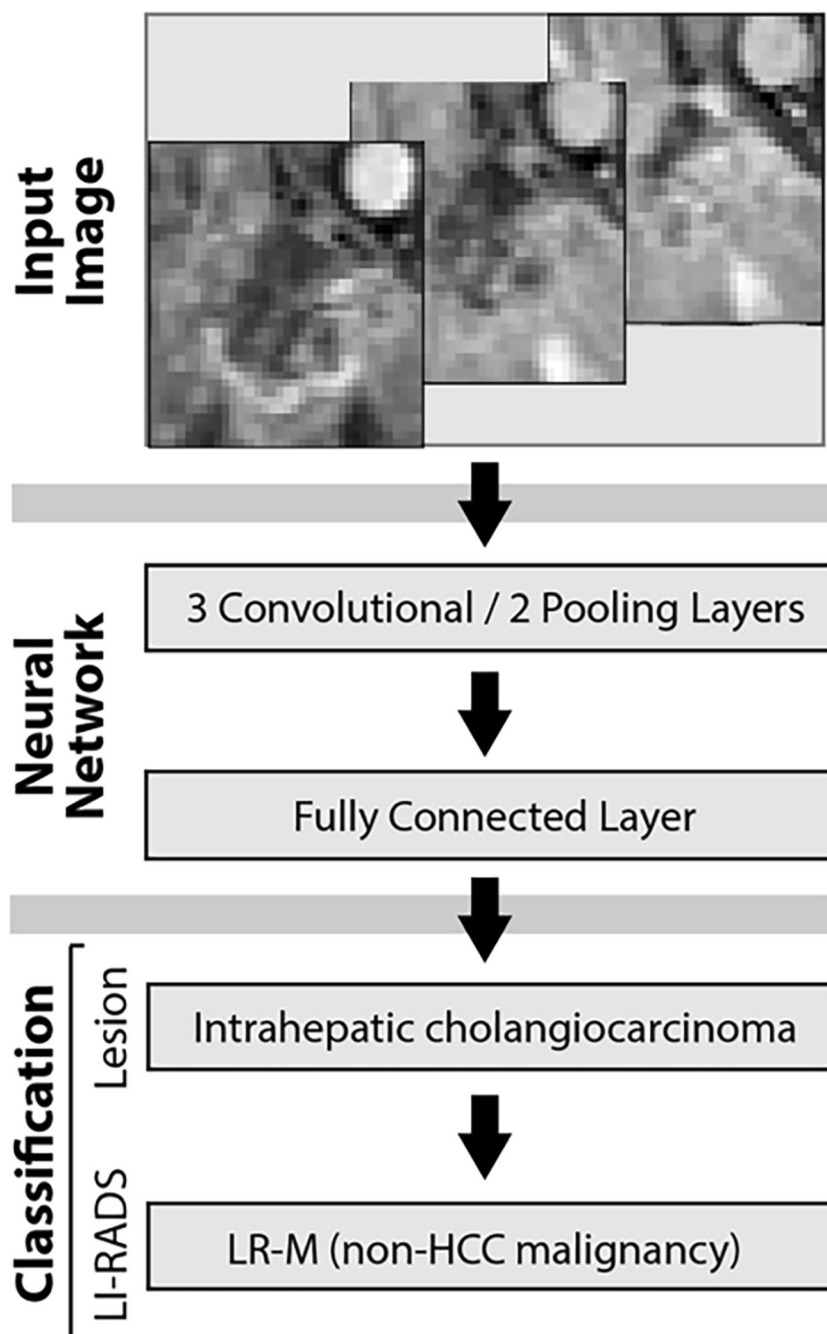 Input
Image
Neural
Network
3 Convolutional / 2 Pooling Layers
Fully Connected Layer
Classification
Lesion
Intrahepatic cholangiocarcinoma
LI-RADS
LR-M (non-HCC malignancy)